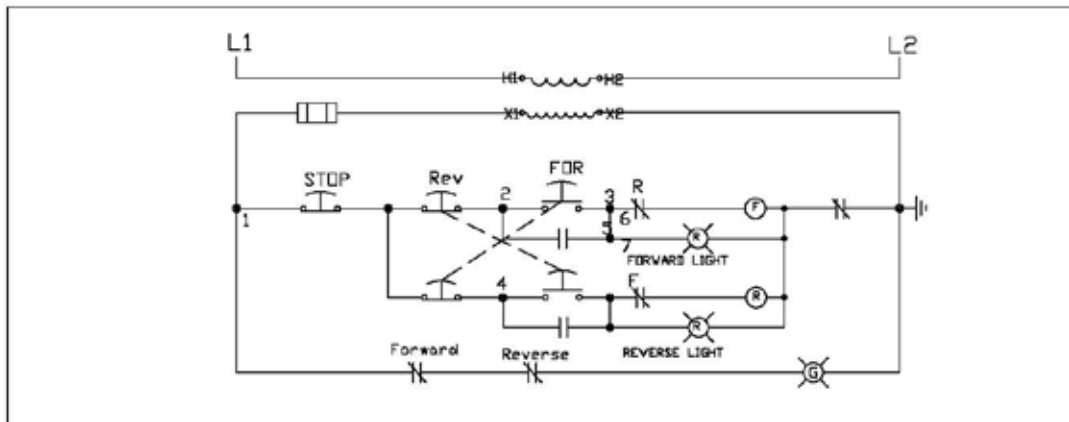 L1 L2
H1 H2
X1 X2
STOP Rev FOR
1 2 3 R F
6
5
7 R
FORWARD LIGHT
4 F R
R
REVERSE LIGHT
Forward Reverse
G